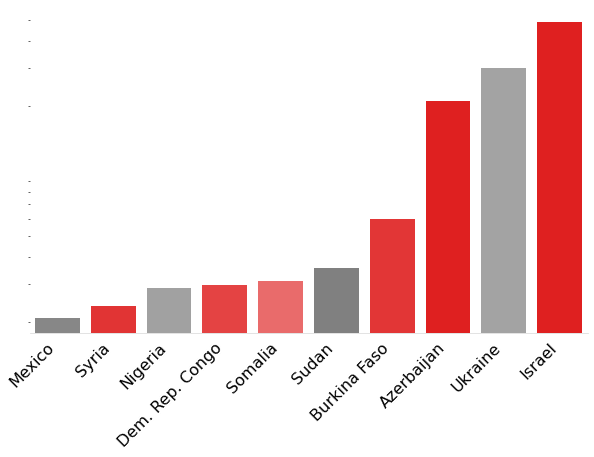 Mexico
Syria
Nigeria
Dem. Rep. Congo
Somalia
Sudan
Burkina Faso
Azerbaijan
Ukraine
Israel